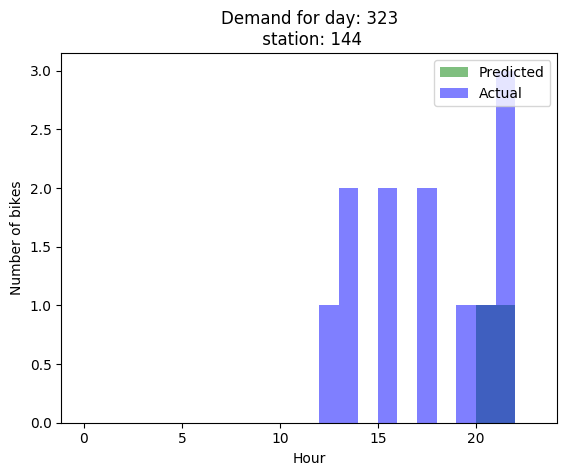 Demand for day: 323
station: 144
Predicted
Actual
3.0
2.5
2.0
1.5
1.0
0.5
0.0
Number of bikes
0
5
10
15
20
Hour